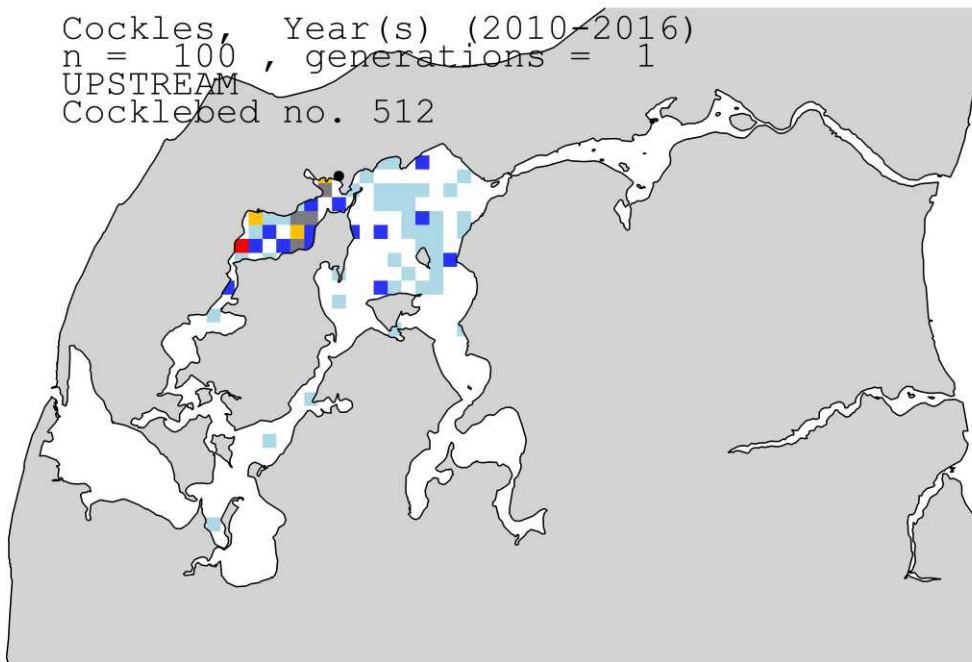 Cockles, Year(s) (2010-2016)
n = 100 , generations = 1
UPSTREAM
Cocklebed no. 512